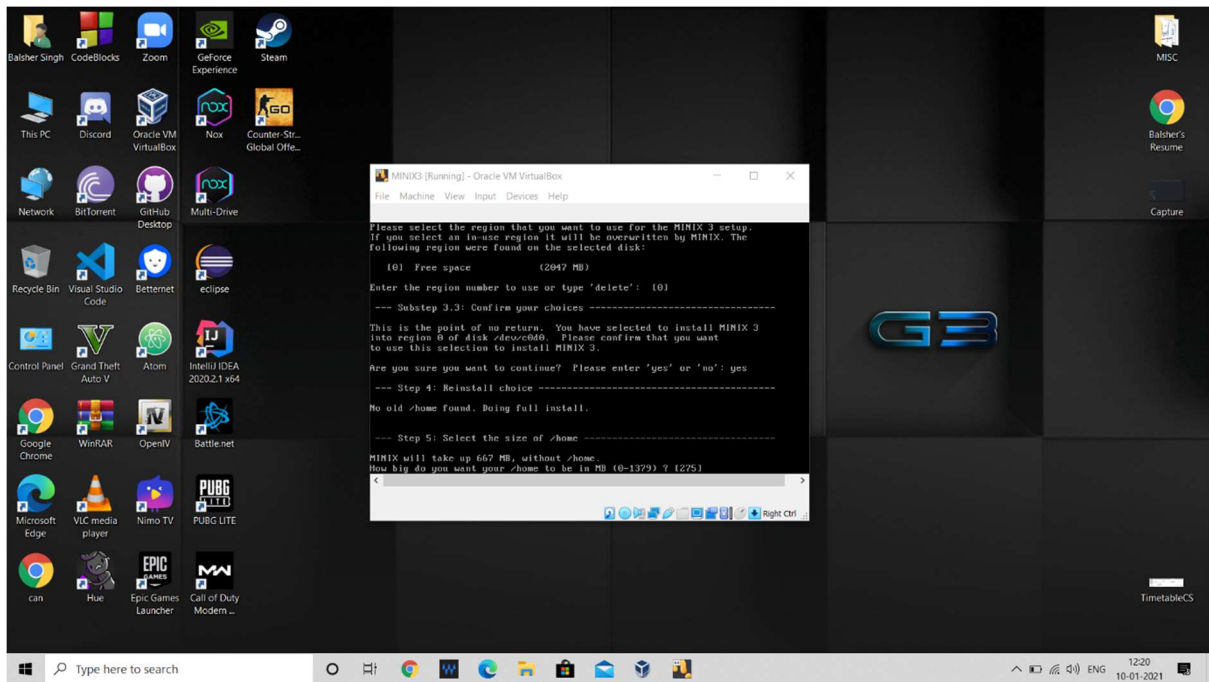 Balsher Singh
CodeBlocks
Zoom
GeForce
Experience
Steam
MISC
This PC
Discord
Oracle VM
VirtualBox
Nox
Counter-Str...
Global Offe...
Balsher's
Resume
Network
BitTorrent
GitHub
Desktop
Multi-Drive
Capture
Recycle Bin
Visual Studio
Code
Betternet
eclipse
Control Panel
Grand Theft
Auto V
Atom
IntelliJ IDEA
2020.2.1 x64
Google
Chrome
WinRAR
OpenIV
Battle.net
Microsoft
Edge
VLC media
player
Nimo TV
PUBG LITE
can
Hue
Epic Games
Launcher
Call of Duty
Modern ...
TimetableCS
MINIX3 [Running] - Oracle VM VirtualBox
File Machine View Input Devices Help
Please select the region that you want to use for the MINIX 3 setup.
If you select an in-use region it will be overwritten by MINIX. The
following region were found on the selected disk:
[0] Free space (2047 MB)
Enter the region number to use or type 'delete': [0]
--- Substep 3.3: Confirm your choices --------------------------------
This is the point of no return. You have selected to install MINIX 3
into region 0 of disk /dev/c0d0. Please confirm that you want
to use this selection to install MINIX 3.
Are you sure you want to continue? Please enter 'yes' or 'no': yes
--- Step 4: Reinstall choice -----------------------------------------
No old /home found. Doing full install.
--- Step 5: Select the size of /home ---------------------------------
MINIX will take up 667 MB, without /home.
How big do you want your /home to be in MB (0-1379) ? [275]
Right Ctrl
G3
Type here to search
ENG
12:20
10-01-2021